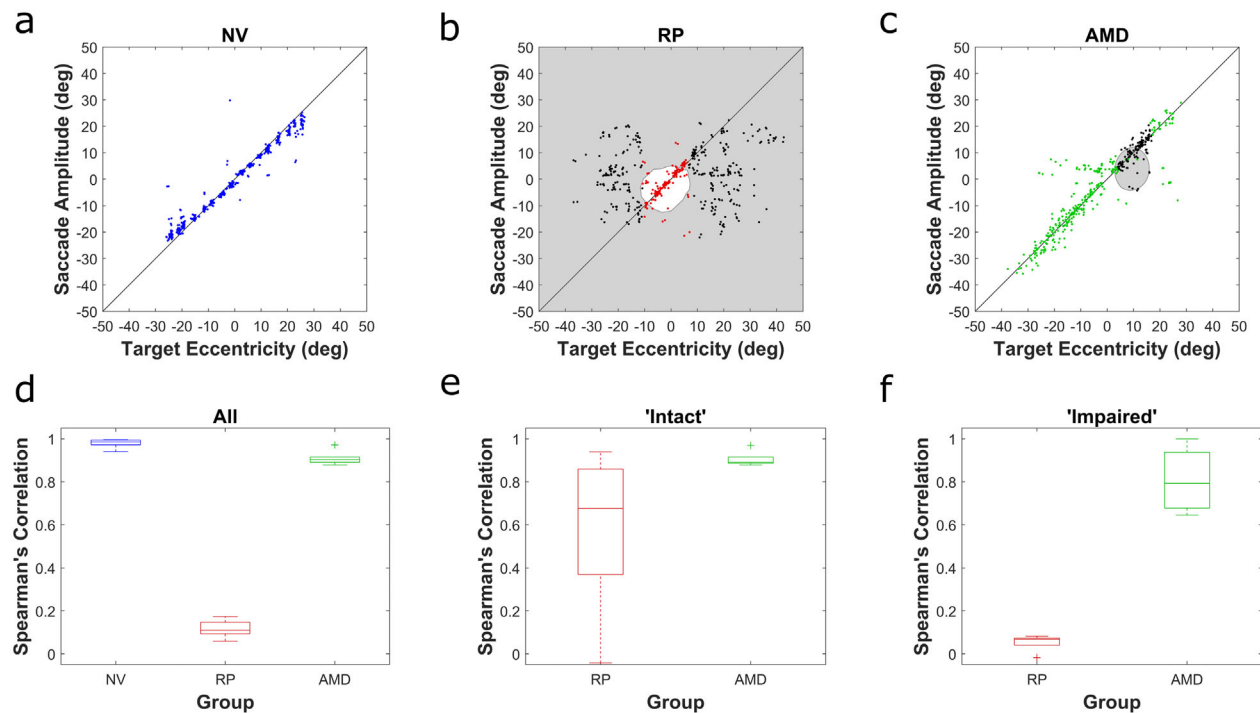 a
NV
50
40
30
20
10
0
-10
-20
-30
-40
-50
-50 -40 -30 -20 -10 0 10 20 30 40 50
Saccade Amplitude (deg)
Target Eccentricity (deg)
b
RP
50
40
30
20
10
0
-10
-20
-30
-40
-50
-50 -40 -30 -20 -10 0 10 20 30 40 50
Saccade Amplitude (deg)
Target Eccentricity (deg)
c
AMD
50
40
30
20
10
0
-10
-20
-30
-40
-50
-50 -40 -30 -20 -10 0 10 20 30 40 50
Saccade Amplitude (deg)
Target Eccentricity (deg)
d
All
1
0.8
0.6
0.4
0.2
0
Spearman's Correlation
NV RP AMD
Group
e
'Intact'
1
0.8
0.6
0.4
0.2
0
Spearman's Correlation
RP AMD
Group
f
'Impaired'
1
0.8
0.6
0.4
0.2
0
Spearman's Correlation
RP AMD
Group